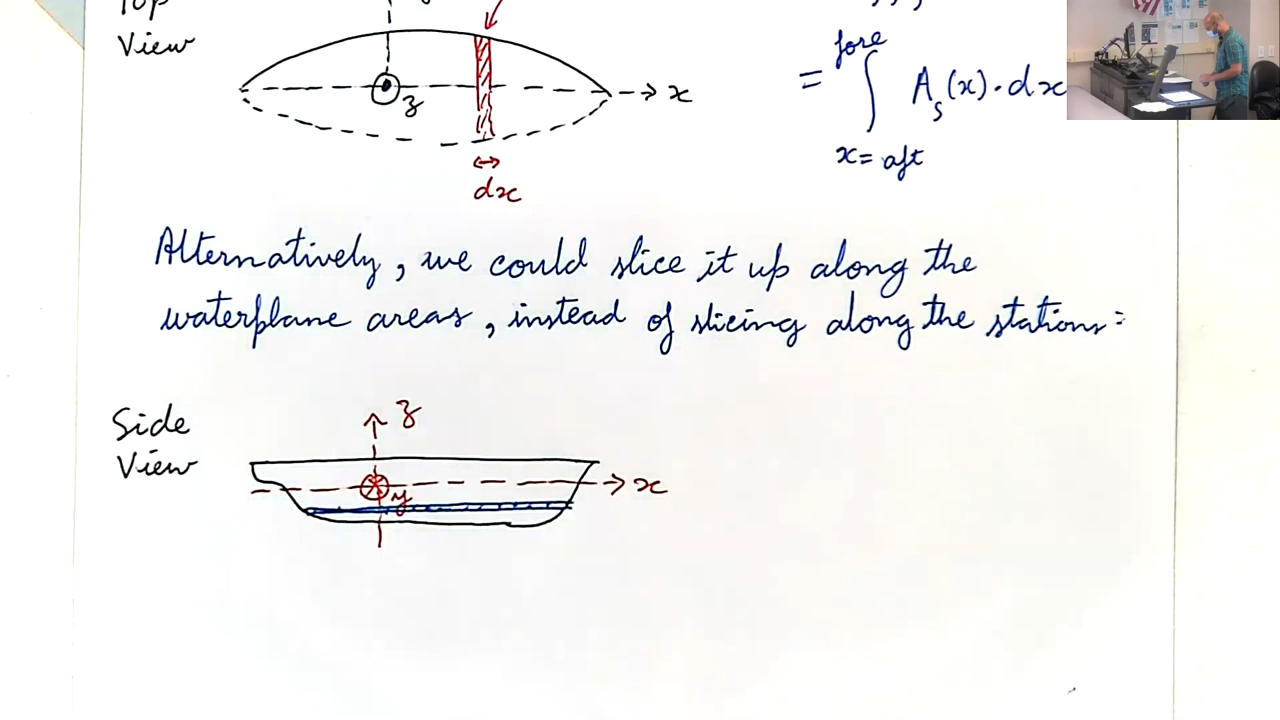 Top
View
z
x
dx
fore
= ∫ A_s(x) · dx
x = aft
Alternatively, we could slice it up along the
waterplane areas, instead of slicing along the stations:
Side
View
z
x
y